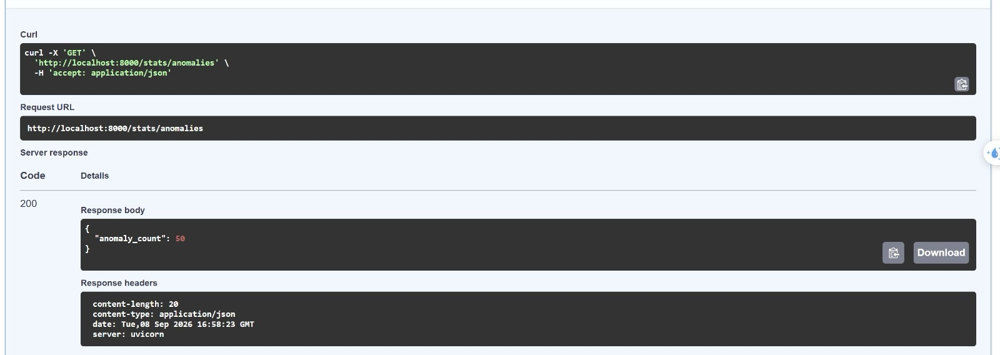 Curl
curl -X 'GET' \
  'http://localhost:8000/stats/anomalies' \
  -H 'accept: application/json'
Request URL
http://localhost:8000/stats/anomalies
Server response
Code Details
200
Response body
{
  "anomaly_count": 50
}
Download
Response headers
content-length: 20
content-type: application/json
date: Tue,08 Sep 2026 16:58:23 GMT
server: uvicorn